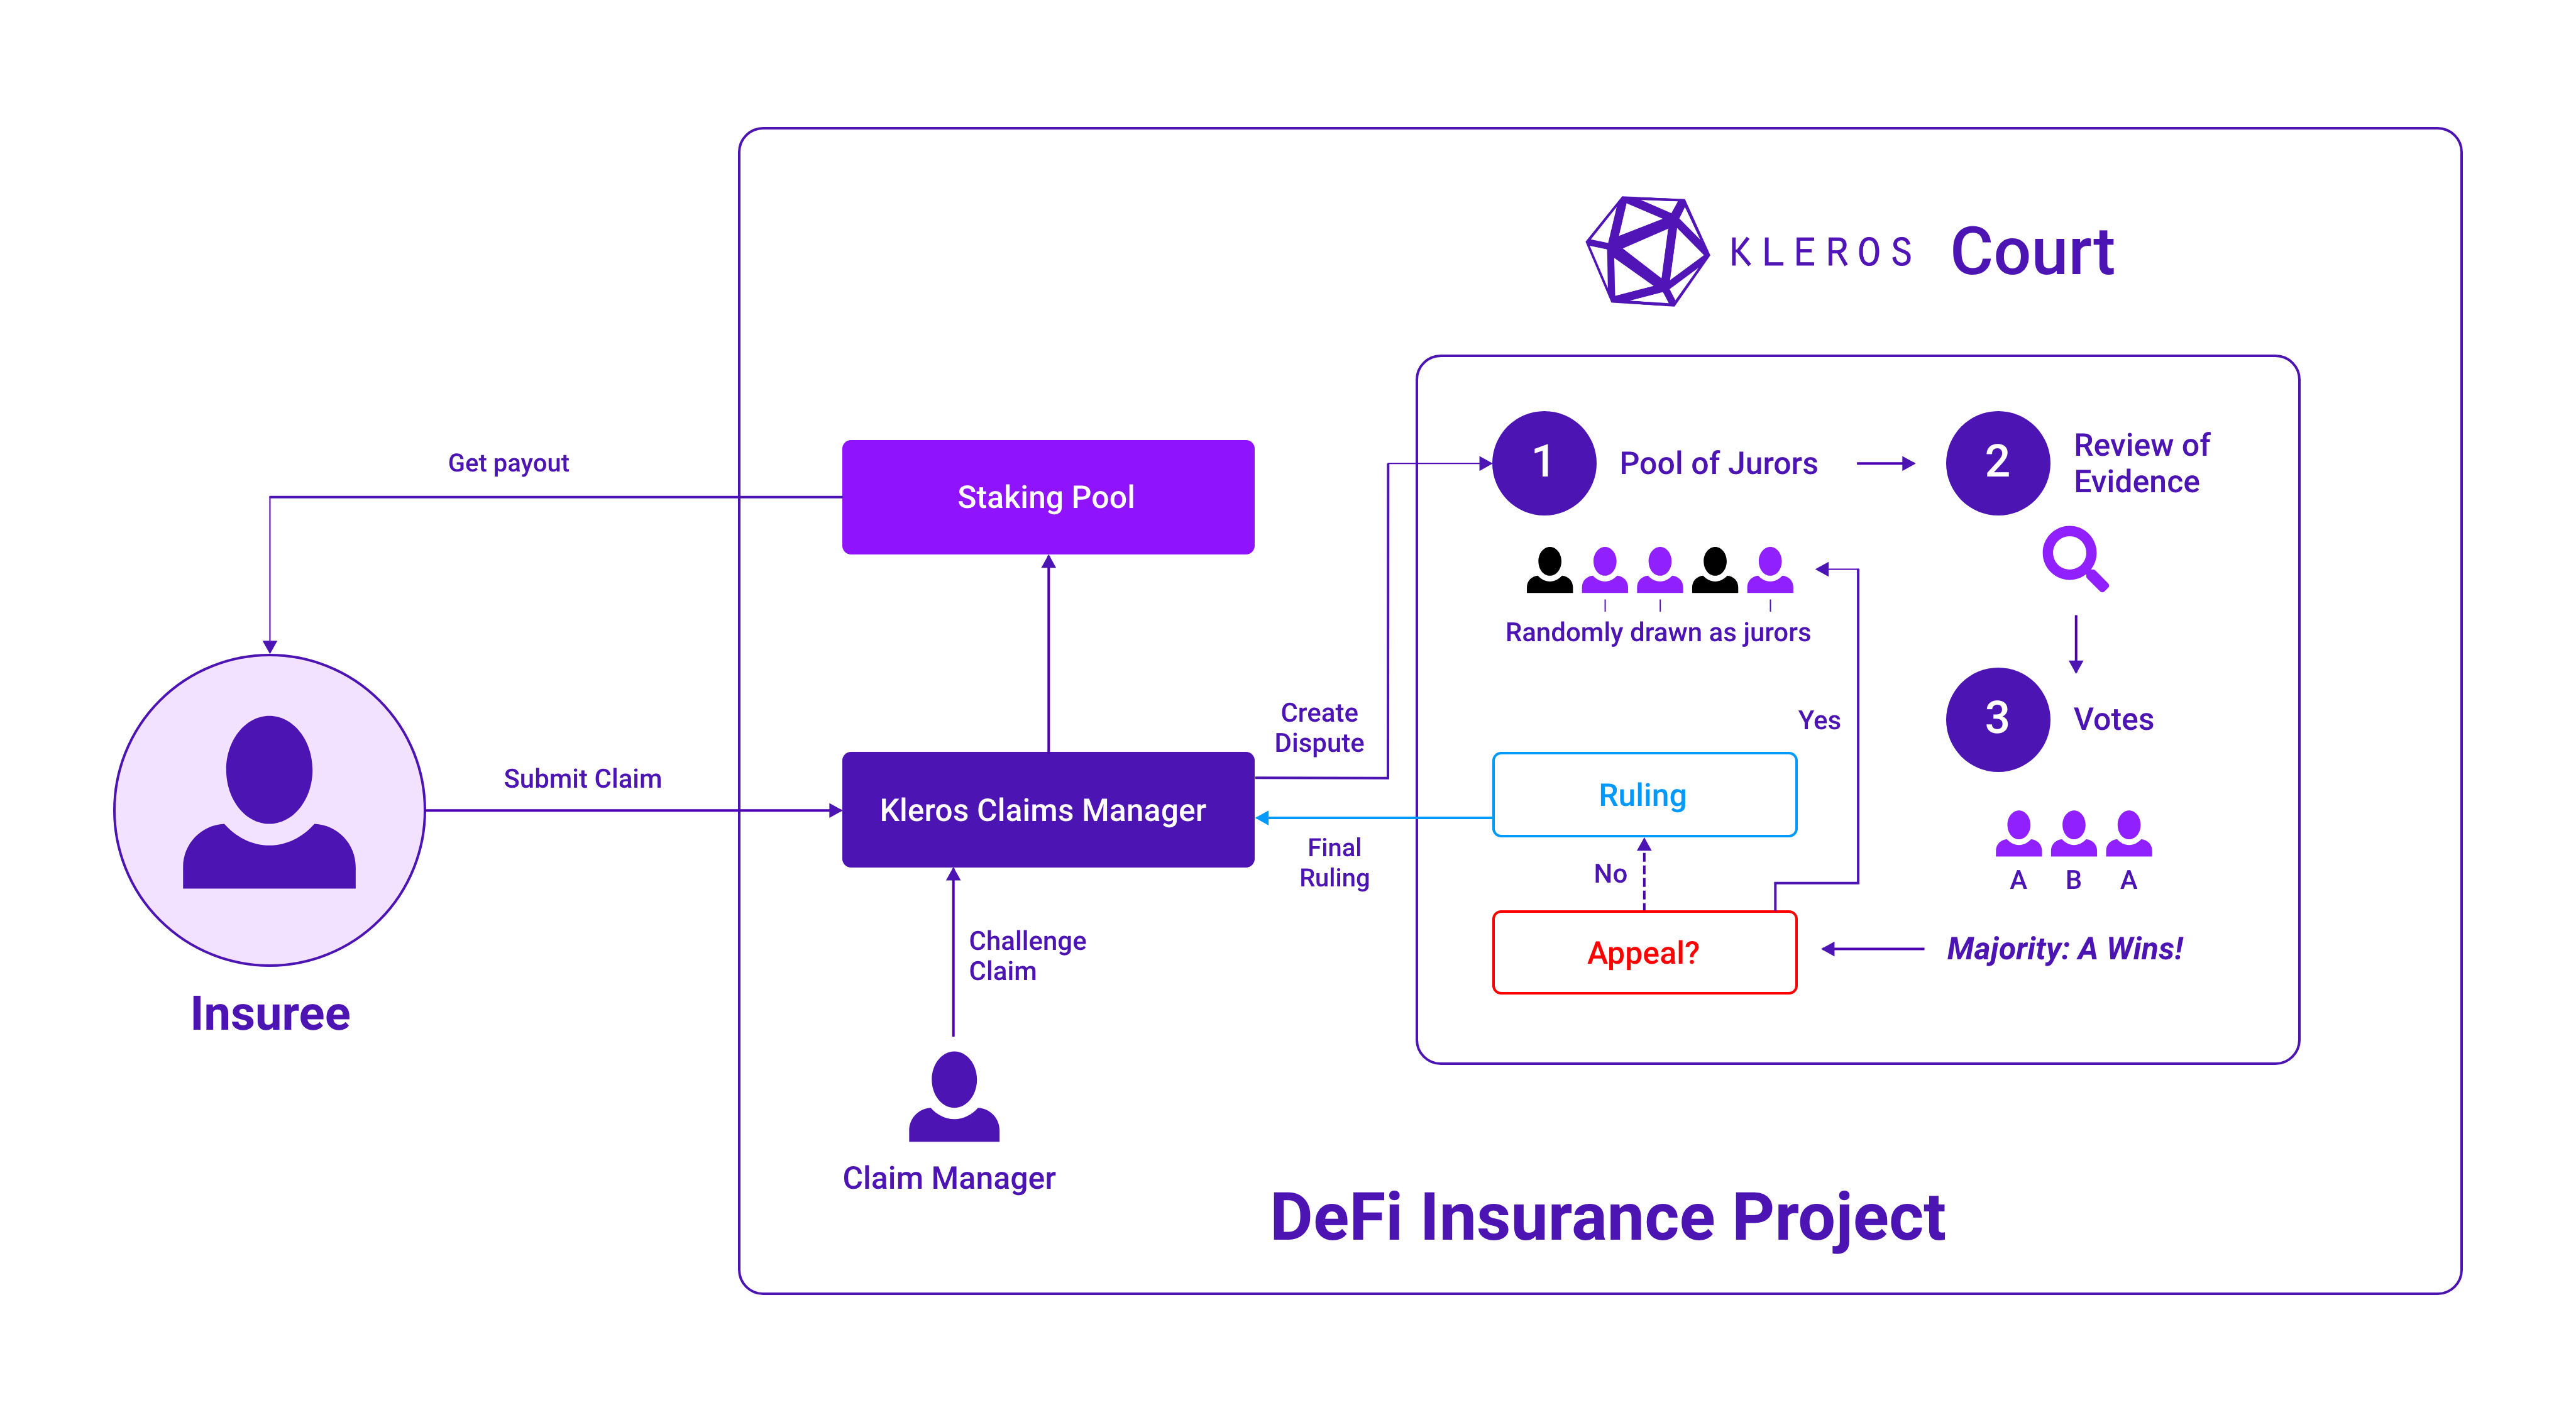 KLEROS Court
Get payout
Staking Pool
1
Pool of Jurors
2
Review of
Evidence
Randomly drawn as jurors
Submit Claim
Kleros Claims Manager
Create
Dispute
Final
Ruling
Yes
3
Votes
Ruling
No
A B A
Appeal?
Majority: A Wins!
Challenge
Claim
Insuree
Claim Manager
DeFi Insurance Project